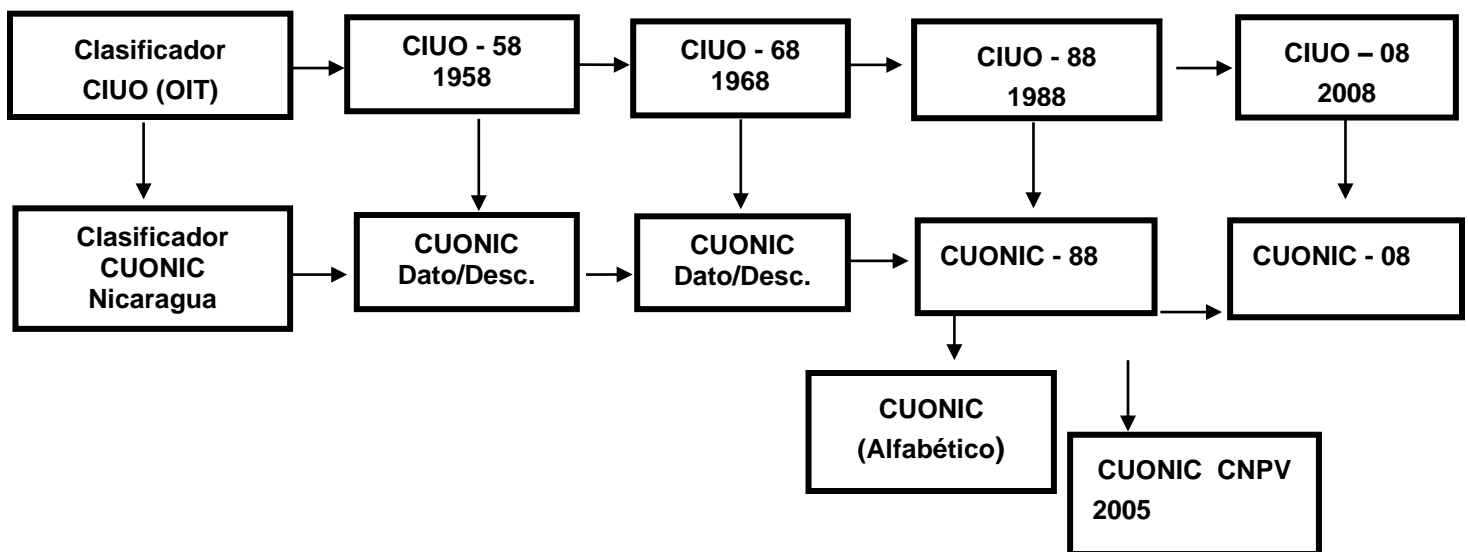 Clasificador
CIUO (OIT)
CIUO - 58
1958
CIUO - 68
1968
CIUO - 88
1988
CIUO – 08
2008
Clasificador
CUONIC
Nicaragua
CUONIC
Dato/Desc.
CUONIC
Dato/Desc.
CUONIC - 88
CUONIC - 08
CUONIC
(Alfabético)
CUONIC CNPV
2005